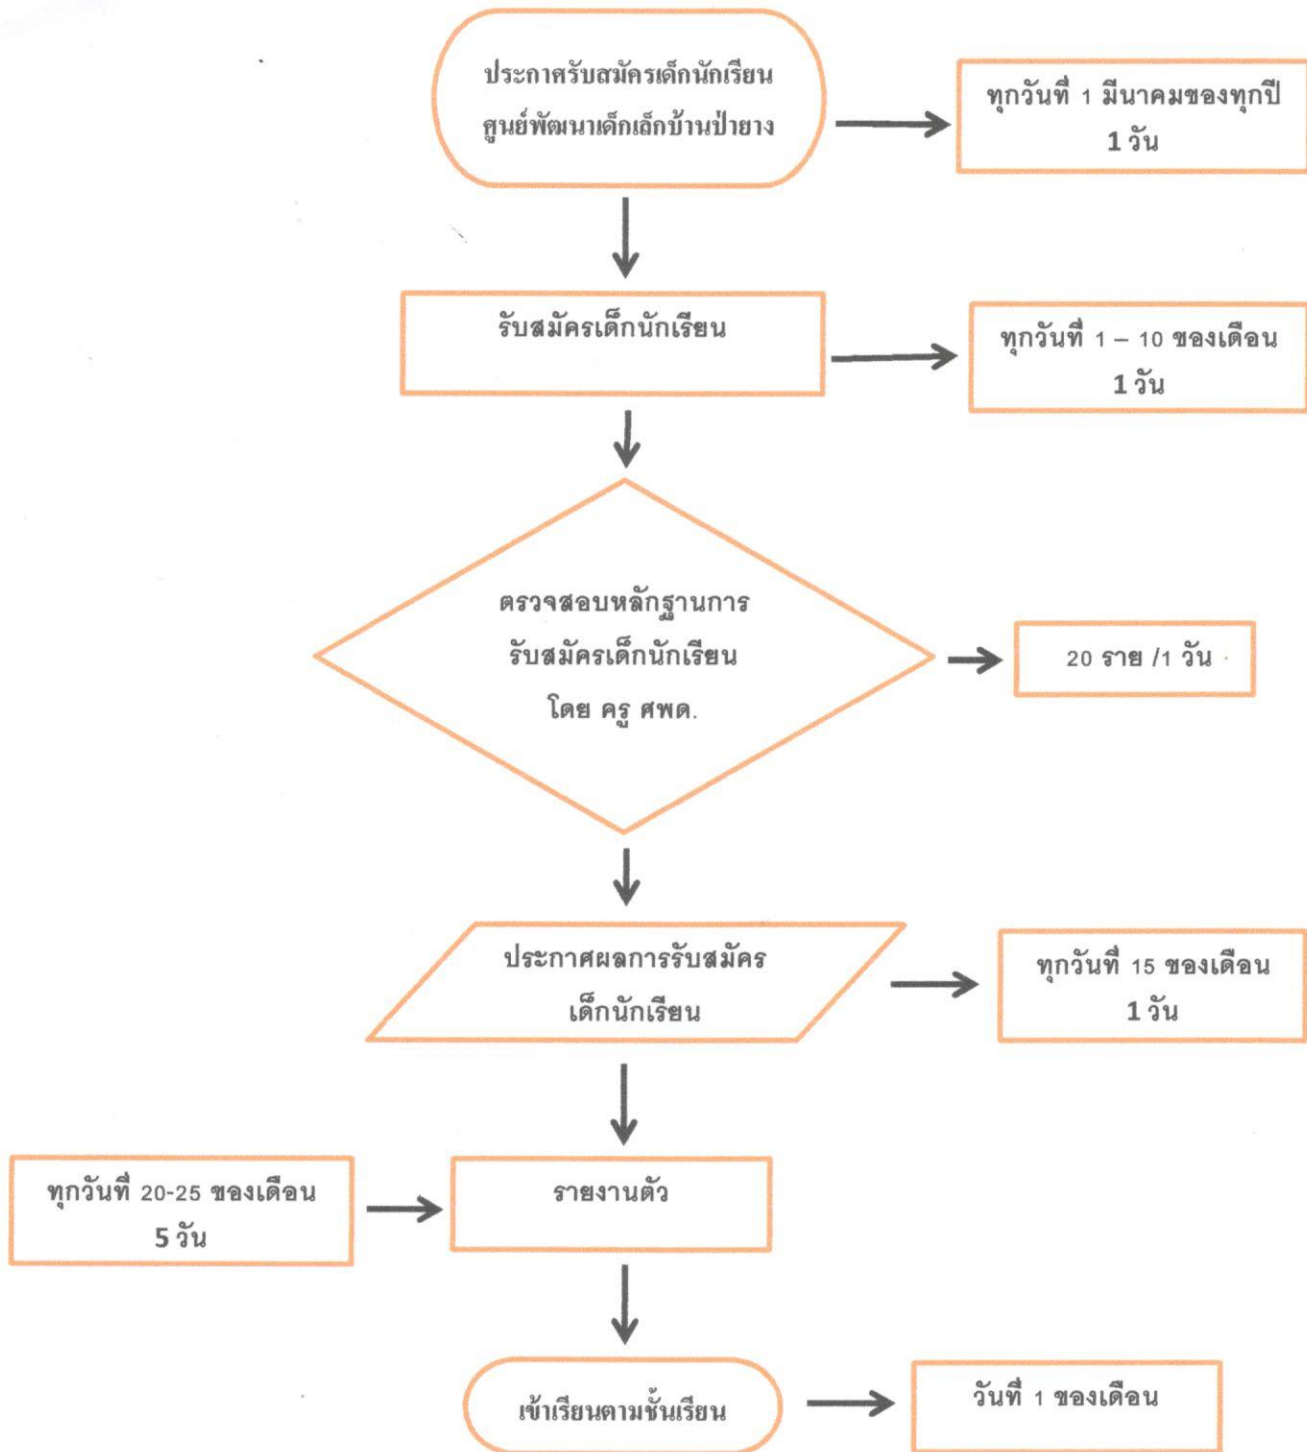 ประกาศรับสมัครเด็กนักเรียน
ศูนย์พัฒนาเด็กเล็กบ้านป่ายาง
ทุกวันที่ 1 มีนาคมของทุกปี
1 วัน
รับสมัครเด็กนักเรียน
ทุกวันที่ 1 – 10 ของเดือน
1 วัน
ตรวจสอบหลักฐานการ
รับสมัครเด็กนักเรียน
โดย ครู ศพด.
20 ราย /1 วัน
ประกาศผลการรับสมัคร
เด็กนักเรียน
ทุกวันที่ 15 ของเดือน
1 วัน
ทุกวันที่ 20-25 ของเดือน
5 วัน
รายงานตัว
เข้าเรียนตามชั้นเรียน
วันที่ 1 ของเดือน